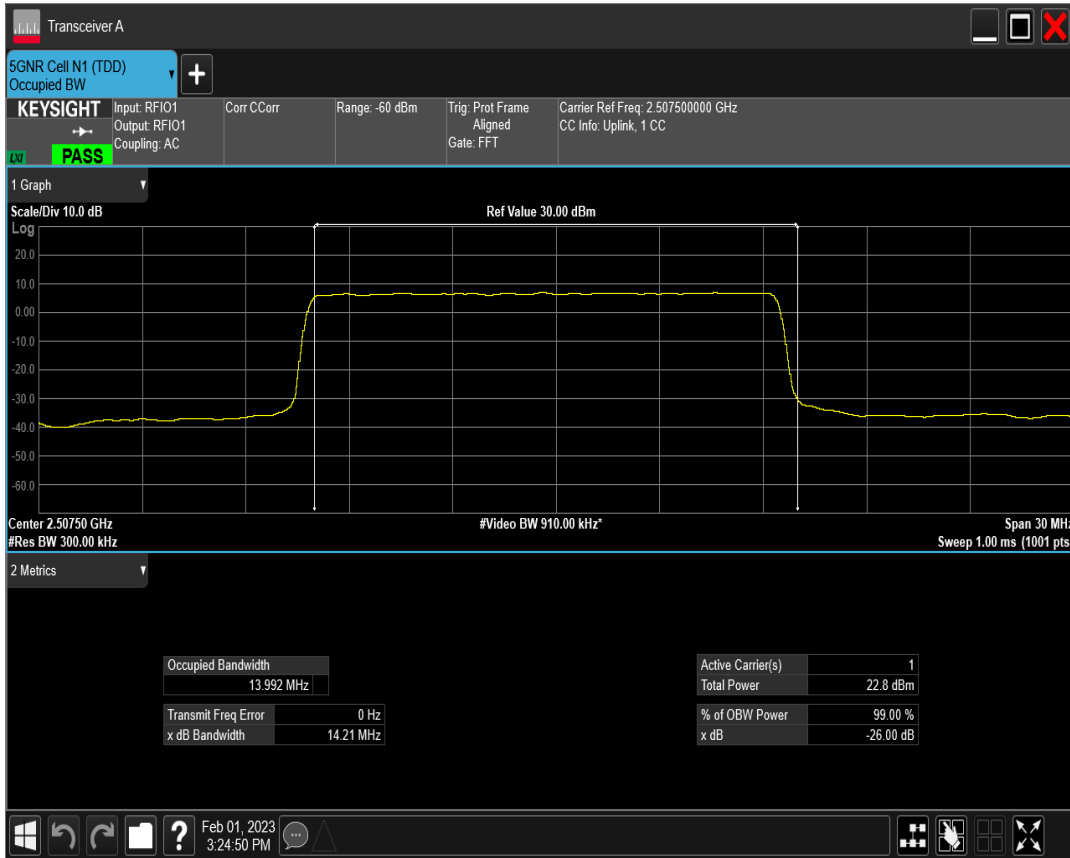 Transceiver A
5GNR Cell N1 (TDD)
Occupied BW
KEYSIGHT
LXI
PASS
Input: RFIO1
Output: RFIO1
Coupling: AC
Corr CCorr
Range: -60 dBm
Trig: Prot Frame
Aligned
Gate: FFT
Carrier Ref Freq: 2.507500000 GHz
CC Info: Uplink, 1 CC
1 Graph
Scale/Div 10.0 dB
Ref Value 30.00 dBm
Log
20.0
10.0
0.00
-10.0
-20.0
-30.0
-40.0
-50.0
-60.0
Center 2.50750 GHz
#Video BW 910.00 kHz*
Span 30 MHz
#Res BW 300.00 kHz
Sweep 1.00 ms (1001 pts
2 Metrics
Occupied Bandwidth
13.992 MHz
Transmit Freq Error 0 Hz
x dB Bandwidth 14.21 MHz
Active Carrier(s) 1
Total Power 22.8 dBm
% of OBW Power 99.00 %
x dB -26.00 dB
?
Feb 01, 2023
3:24:50 PM